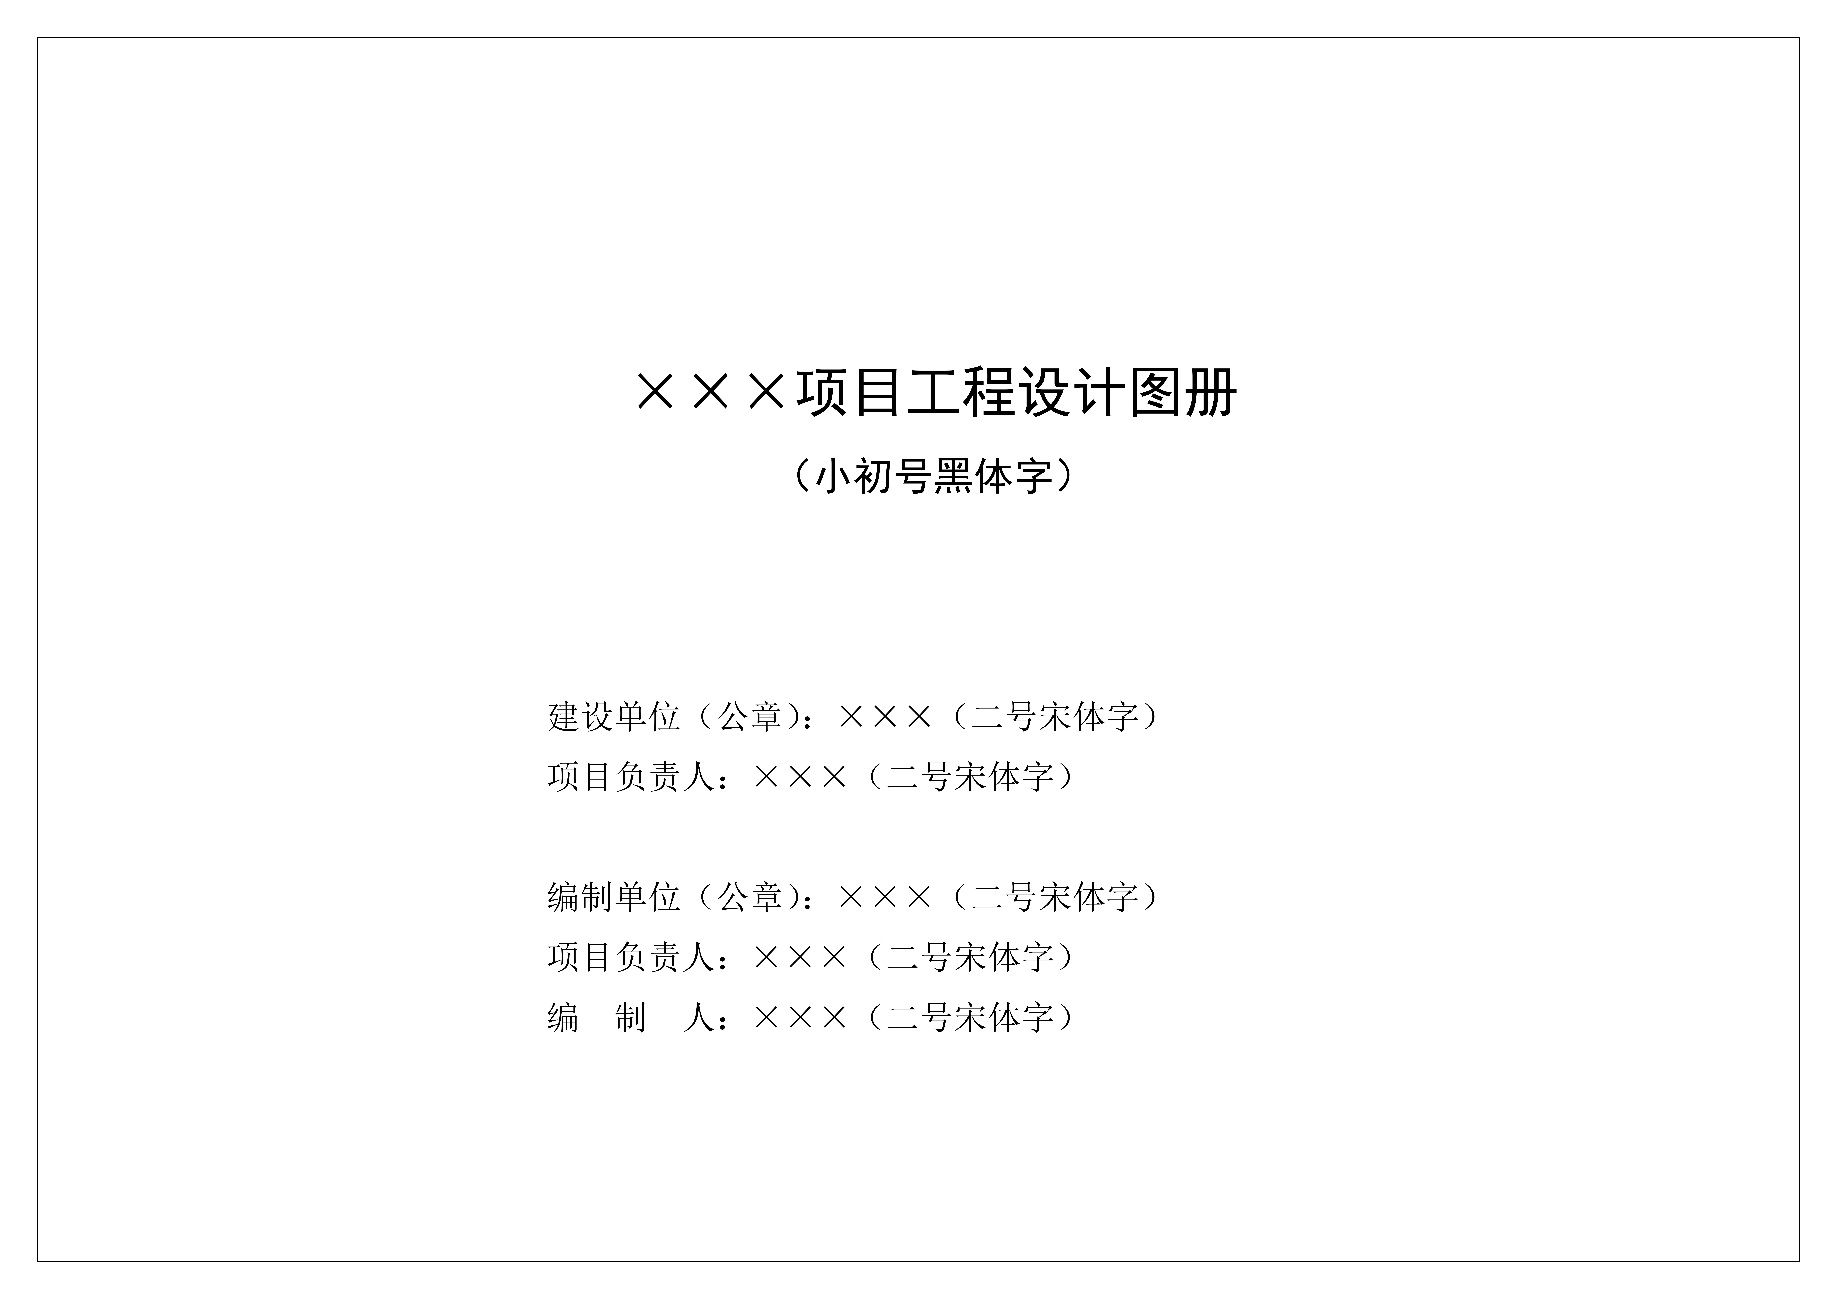 ×××项目工程设计图册
（小初号黑体字）
建设单位（公章）：×××（二号宋体字）
项目负责人：×××（二号宋体字）
编制单位（公章）：×××（二号宋体字）
项目负责人：×××（二号宋体字）
编　制　人：×××（二号宋体字）